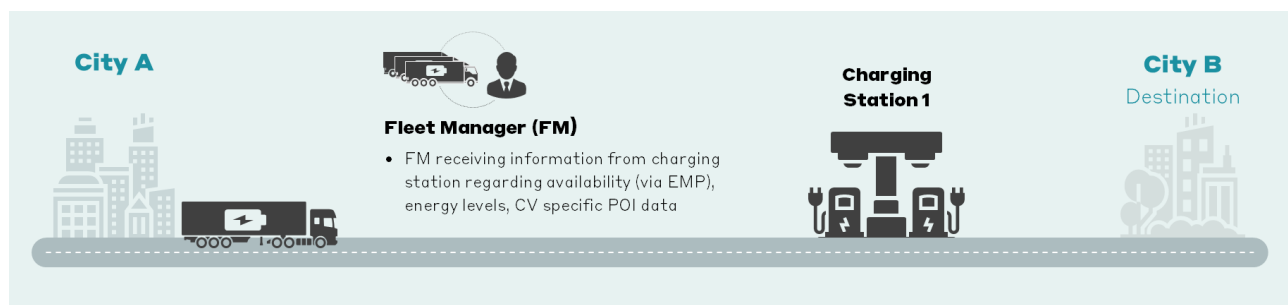 City A
Fleet Manager (FM)
• FM receiving information from charging
station regarding availability (via EMP),
energy levels, CV specific POI data
Charging
Station 1
City B
Destination